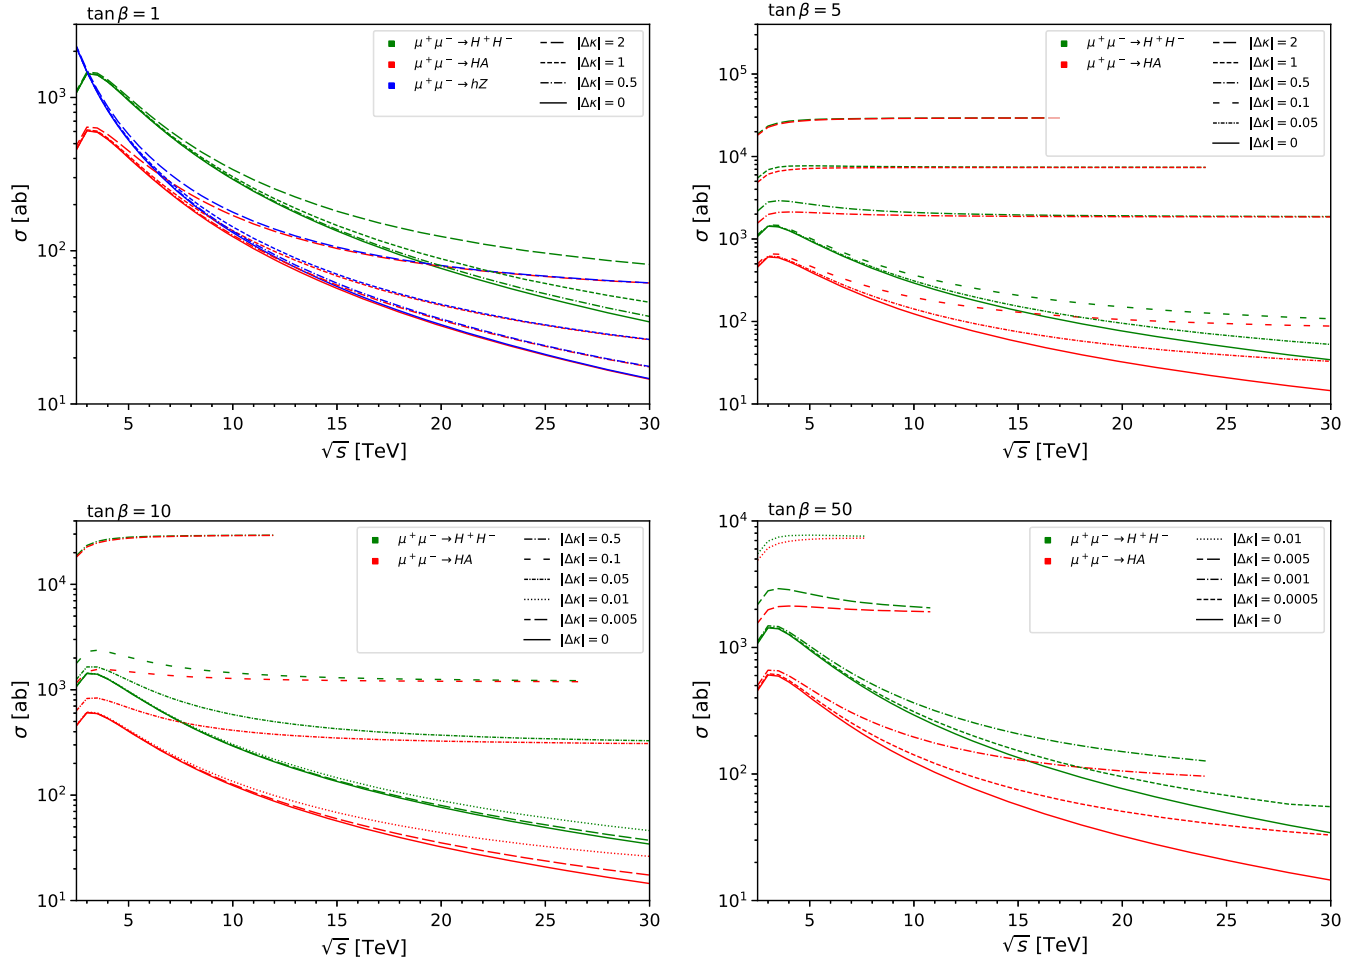 tan β = 1
μ⁺μ⁻→H⁺H⁻
μ⁺μ⁻→HA
μ⁺μ⁻→hZ
|Δκ| = 2
|Δκ| = 1
|Δκ| = 0.5
|Δκ| = 0
10³
10²
10¹
σ [ab]
5 10 15 20 25 30
√s [TeV]
tan β = 5
μ⁺μ⁻→H⁺H⁻
μ⁺μ⁻→HA
|Δκ| = 2
|Δκ| = 1
|Δκ| = 0.5
|Δκ| = 0.1
|Δκ| = 0.05
|Δκ| = 0
10⁵
10⁴
10³
10²
10¹
σ [ab]
5 10 15 20 25 30
√s [TeV]
tan β = 10
μ⁺μ⁻→H⁺H⁻
μ⁺μ⁻→HA
|Δκ| = 0.5
|Δκ| = 0.1
|Δκ| = 0.05
|Δκ| = 0.01
|Δκ| = 0.005
|Δκ| = 0
10⁴
10³
10²
10¹
σ [ab]
5 10 15 20 25 30
√s [TeV]
tan β = 50
μ⁺μ⁻→H⁺H⁻
μ⁺μ⁻→HA
|Δκ| = 0.01
|Δκ| = 0.005
|Δκ| = 0.001
|Δκ| = 0.0005
|Δκ| = 0
10⁴
10³
10²
10¹
σ [ab]
5 10 15 20 25 30
√s [TeV]